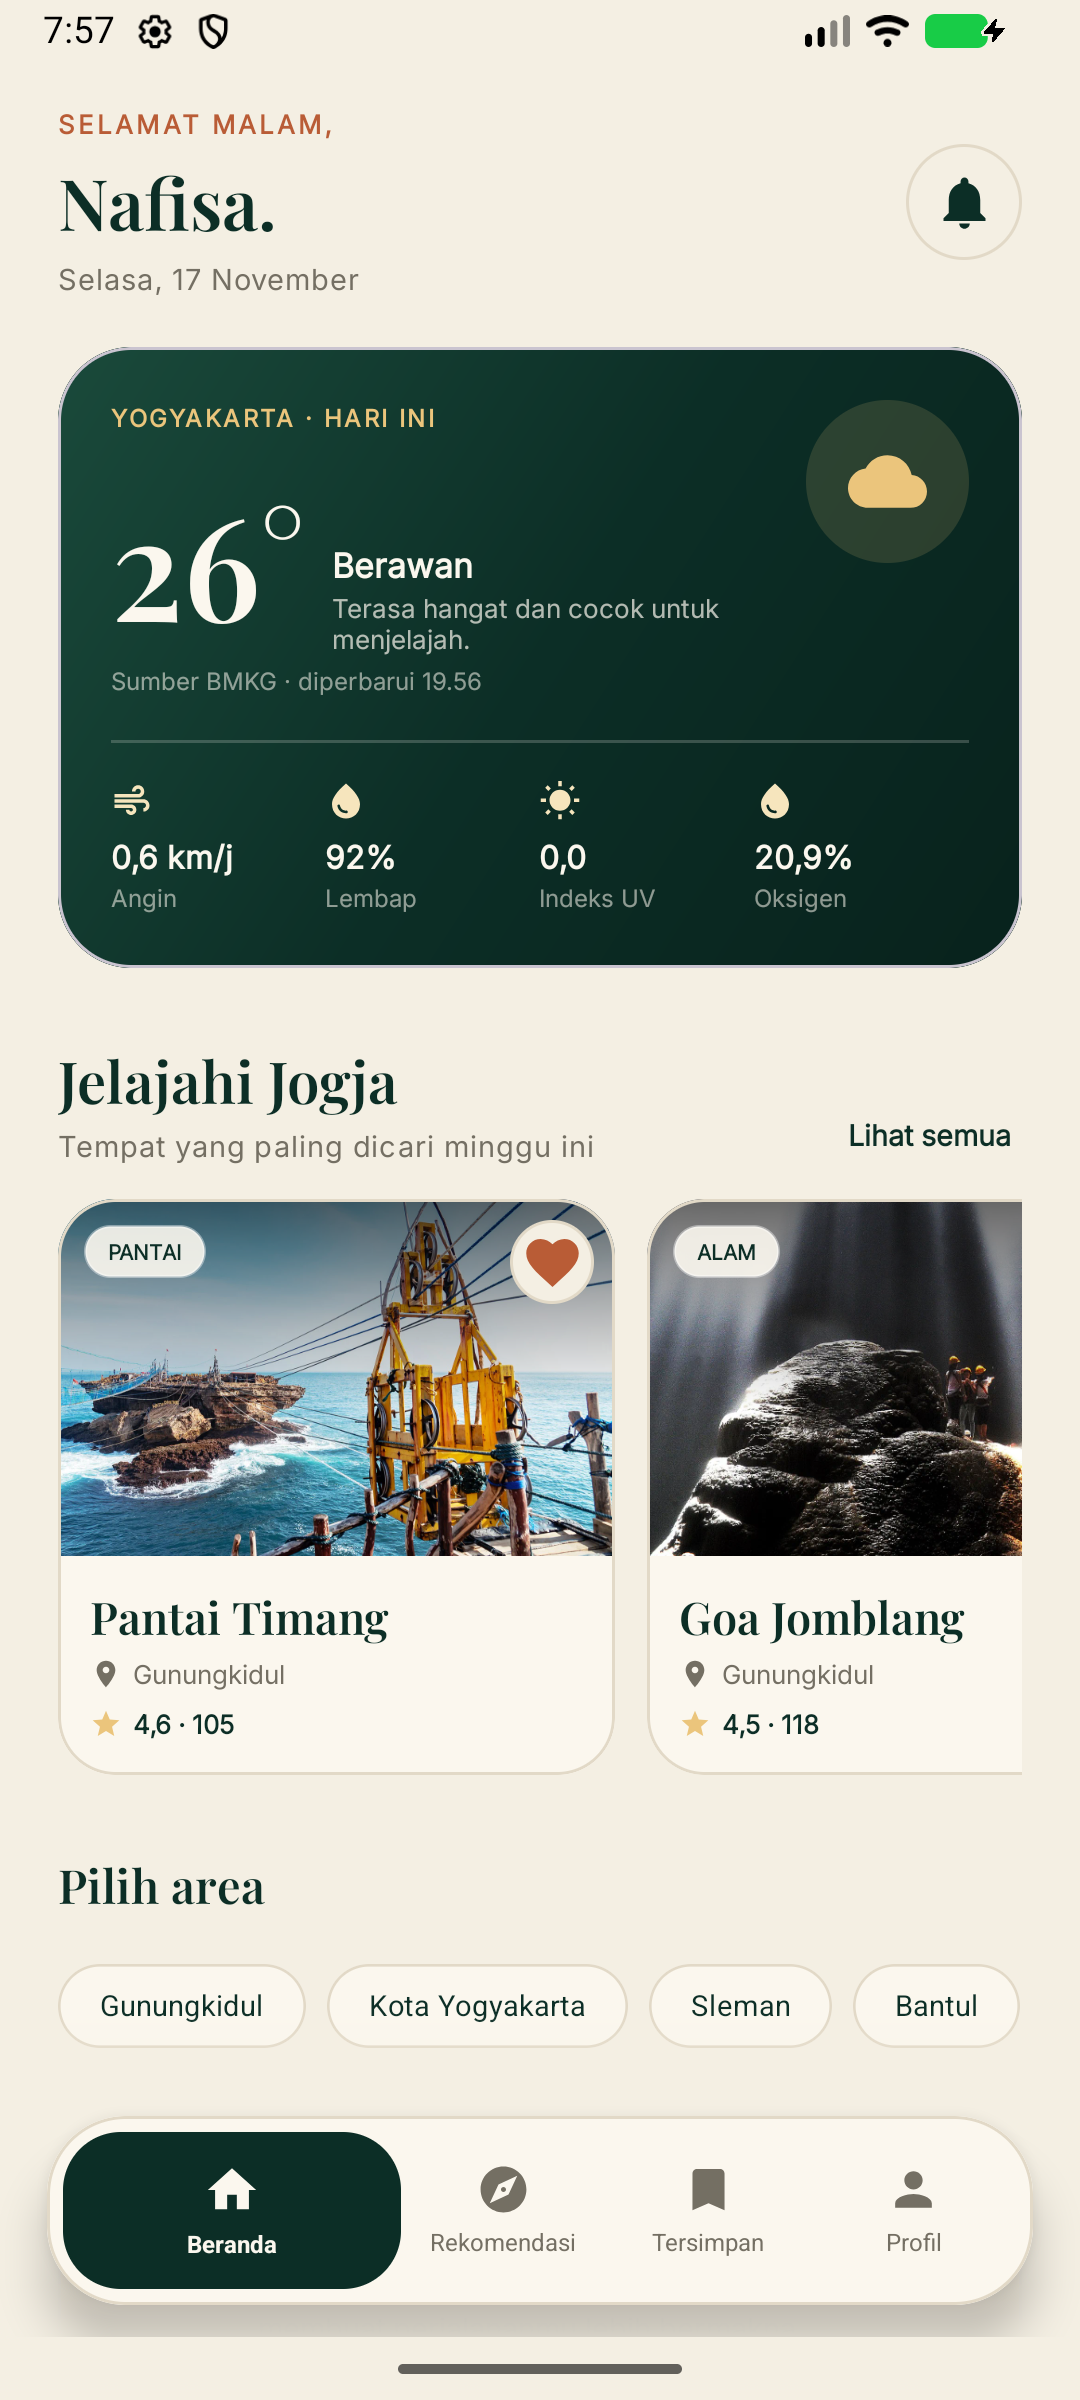 7:57
SELAMAT MALAM,
Nafisa.
Selasa, 17 November
YOGYAKARTA · HARI INI
26°
Berawan
Terasa hangat dan cocok untuk
menjelajah.
Sumber BMKG · diperbarui 19.56
0,6 km/j
92%
0,0
20,9%
Angin
Lembap
Indeks UV
Oksigen
Jelajahi Jogja
Tempat yang paling dicari minggu ini
Lihat semua
PANTAI
ALAM
Pantai Timang
Gunungkidul
4,6 · 105
Goa Jomblang
Gunungkidul
4,5 · 118
Pilih area
Gunungkidul
Kota Yogyakarta
Sleman
Bantul
Beranda
Rekomendasi
Tersimpan
Profil